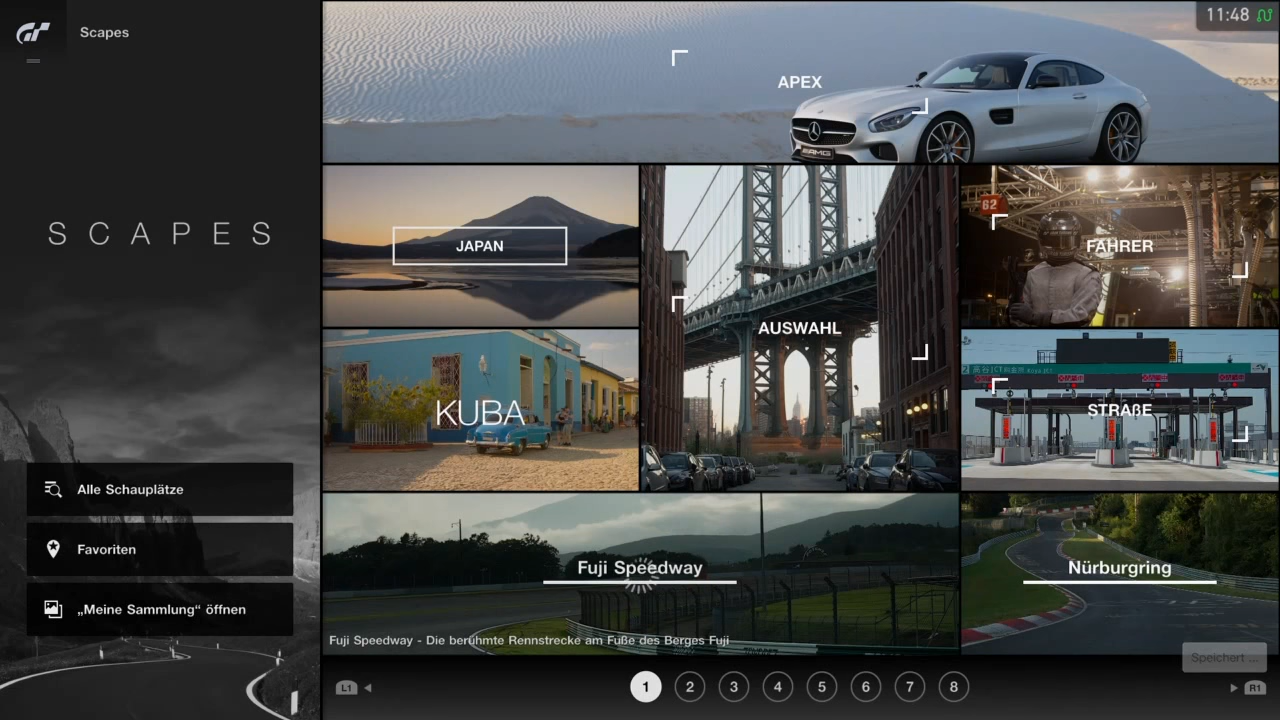 Scapes
11:48
SCAPES
APEX
AMG
JAPAN
AUSWAHL
62
FAHRER
KUBA
STRAẞE
Fuji Speedway
Nürburgring
Fuji Speedway - Die berühmte Rennstrecke am Fuße des Berges Fuji
Alle Schauplätze
Favoriten
„Meine Sammlung“ öffnen
Speichert ...
L1
1 2 3 4 5 6 7 8
R1